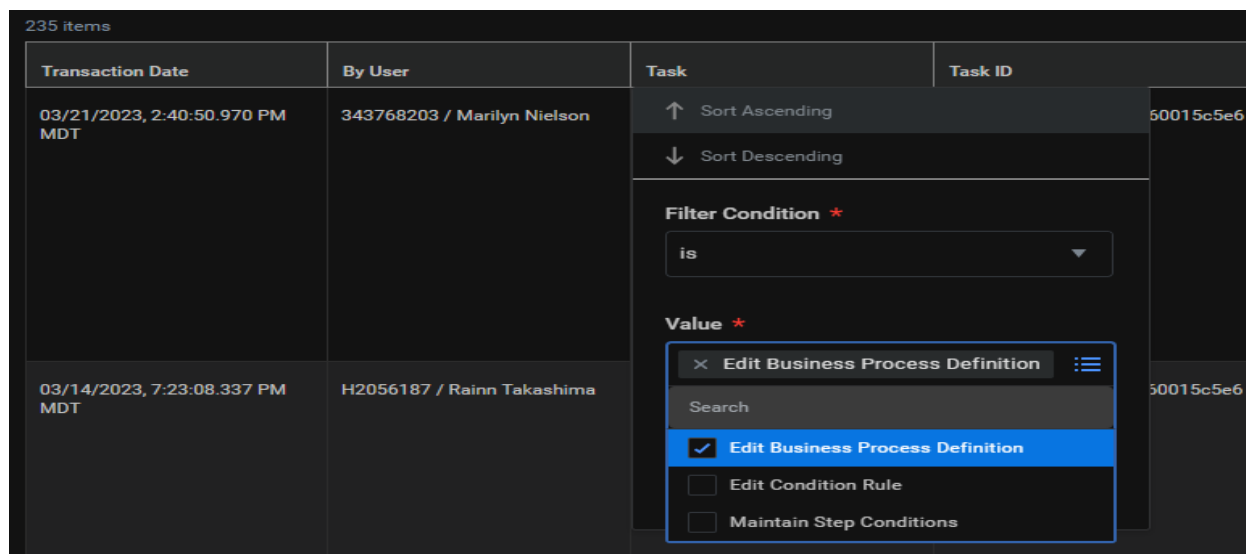 235 items
Transaction Date By User Task Task ID
03/21/2023, 2:40:50.970 PM
MDT
343768203 / Marilyn Nielson
Sort Ascending
60015c5e6
Sort Descending
Filter Condition *
is
Value *
Edit Business Process Definition
03/14/2023, 7:23:08.337 PM
MDT
H2056187 / Rainn Takashima
60015c5e6
Search
Edit Business Process Definition
Edit Condition Rule
Maintain Step Conditions